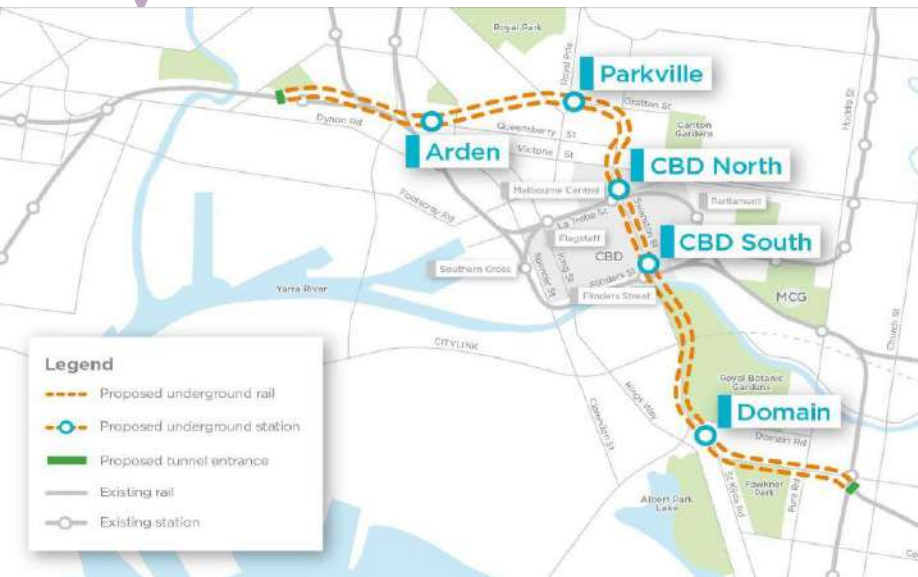 Royal Park
Royal Pde
Parkville
Grattan St
Hoddle St
Dynon Rd
Arden
Queensberry St
Victoria St
Carlton
Gardens
CBD North
Melbourne Central
Parliament
Footscray Rd
La Trobe St
Swanston St
Flagstaff
CBD
CBD South
Southern Cross
Spencer St
King St
Flinders St
Flinders Street
Yarra River
MCG
Church St
CITYLINK
Royal Botanic
Gardens
Kings Way
Clarendon St
Domain
Domain Rd
Albert Park
Lake
St Kilda Rd
Fawkner
Park
Punt Rd
Legend
Proposed underground rail
Proposed underground station
Proposed tunnel entrance
Existing rail
Existing station